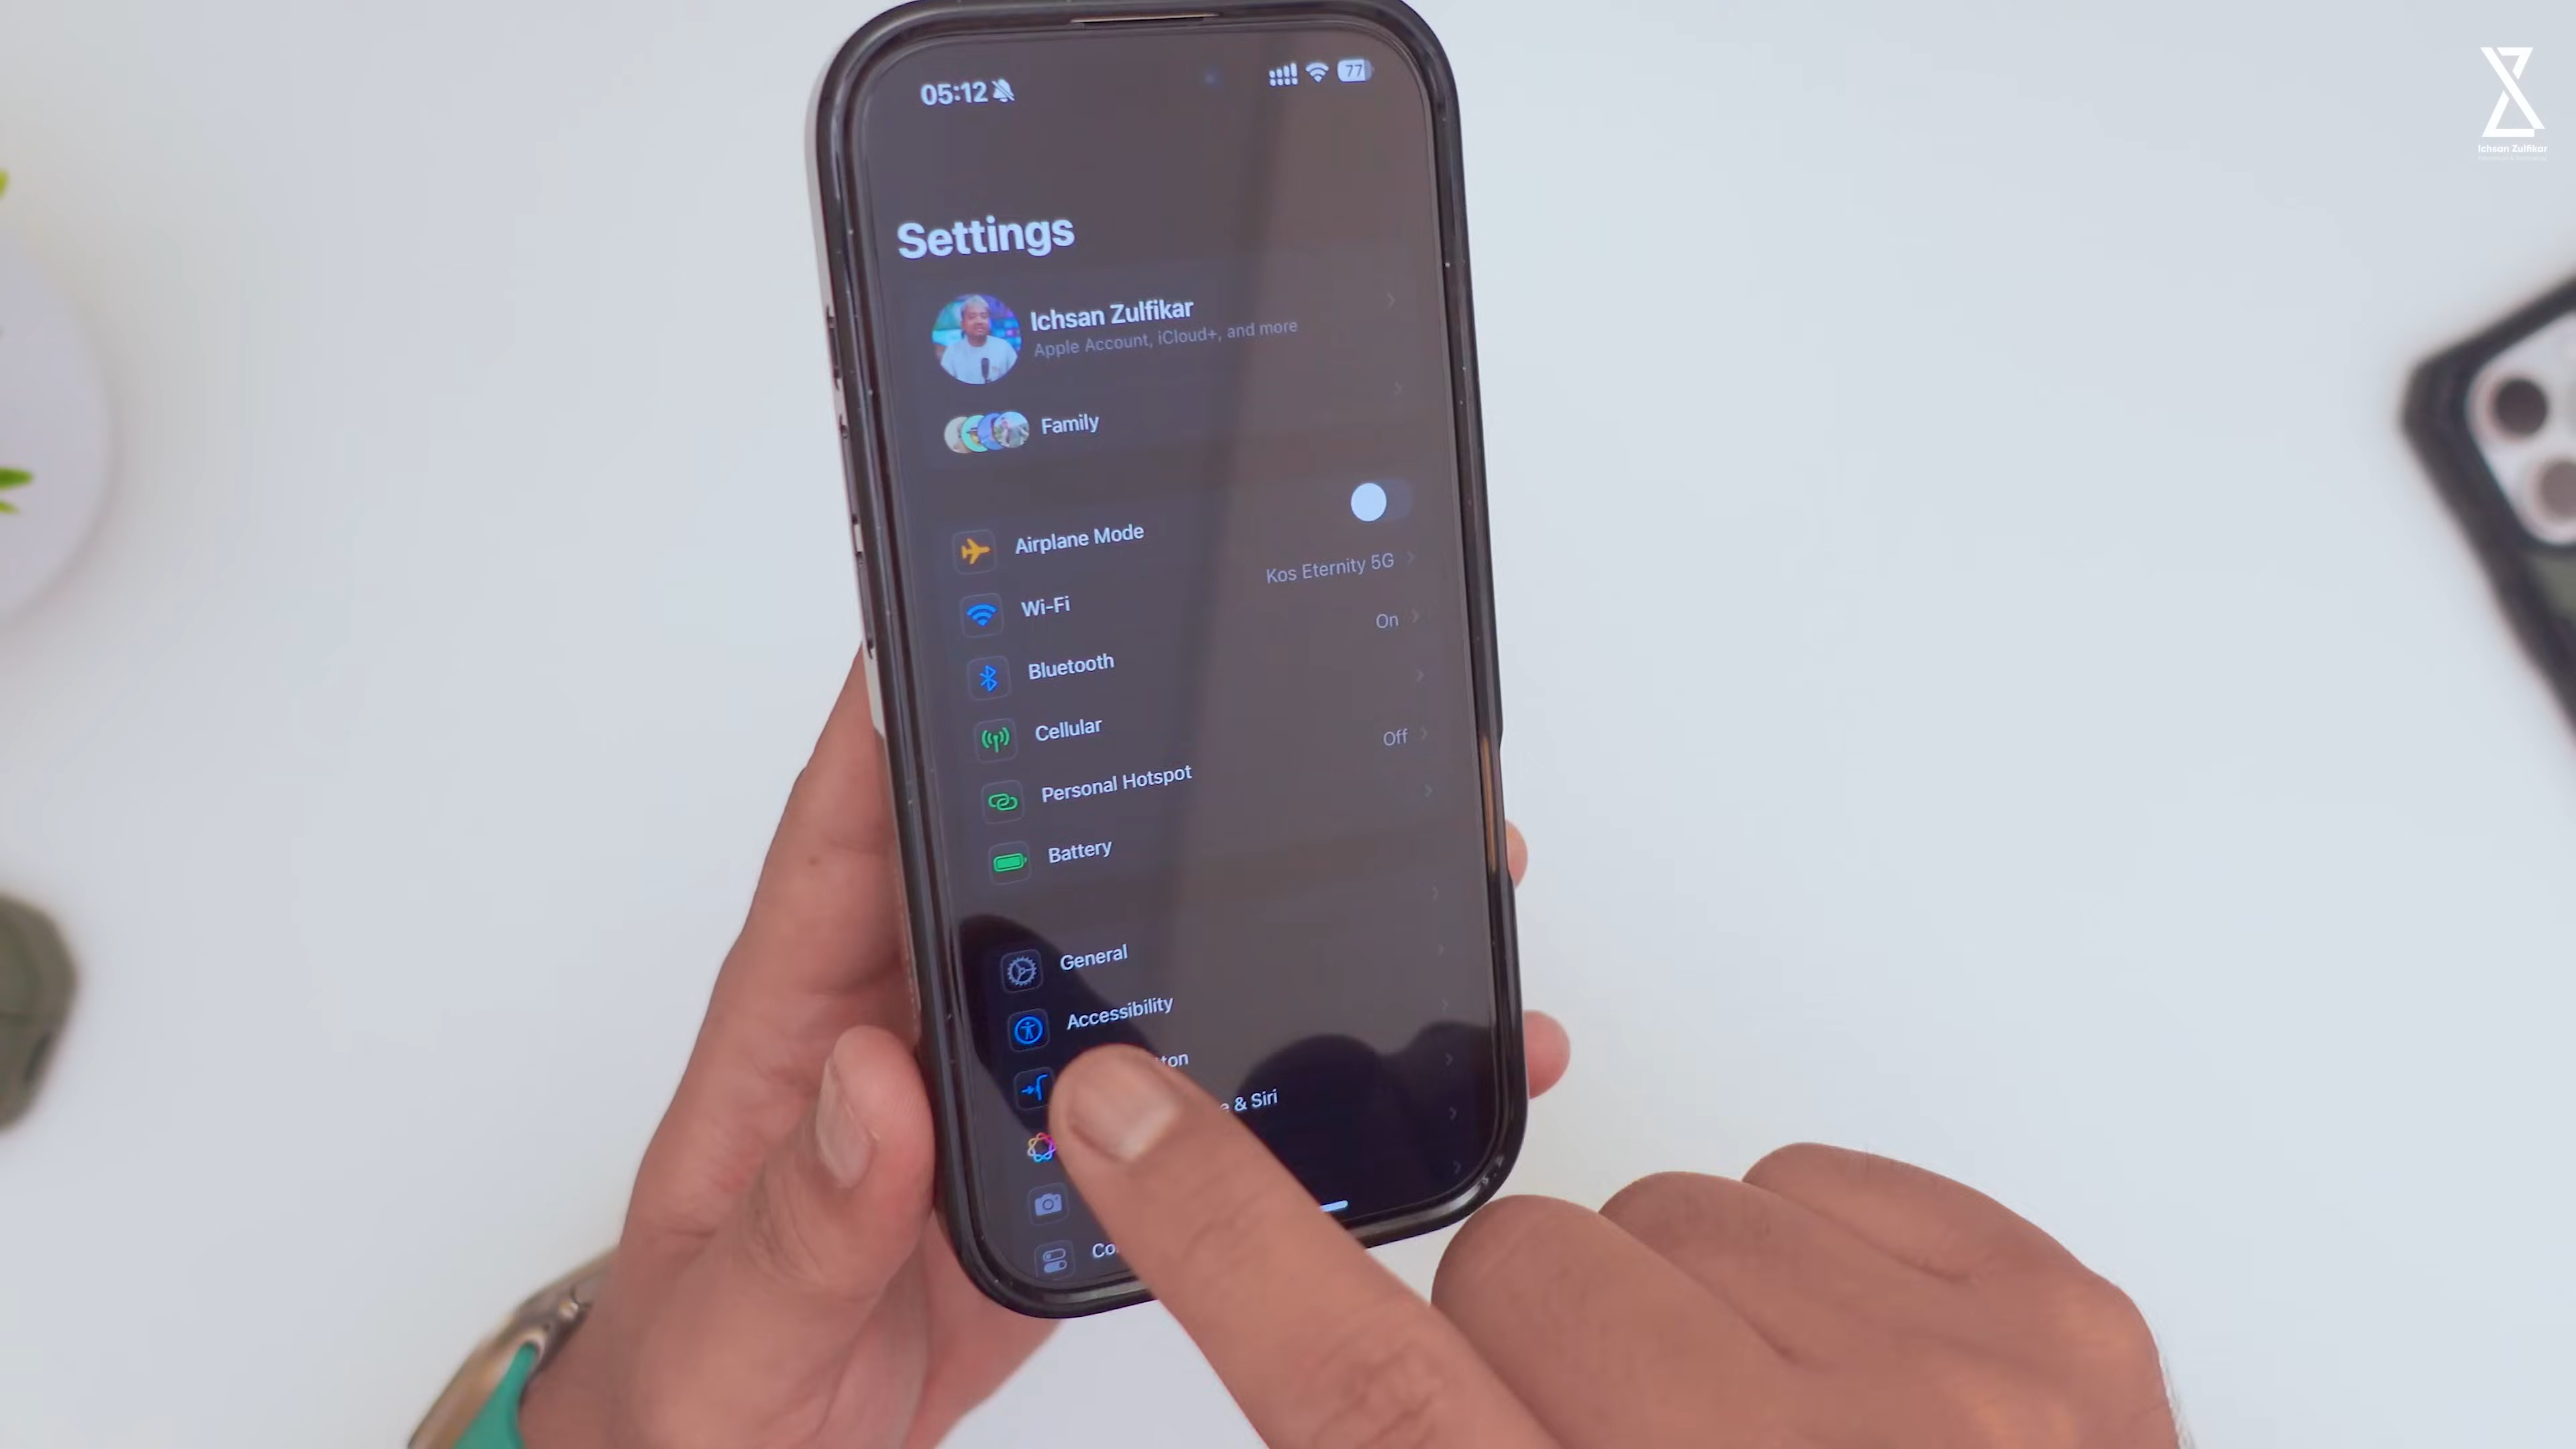 05:12
77
Ichsan Zulfikar
Settings
Ichsan Zulfikar
Apple Account, iCloud+, and more
Family
Airplane Mode
Wi-Fi
Kos Eternity 5G
Bluetooth
On
Cellular
Personal Hotspot
Off
Battery
General
Accessibility
& Siri